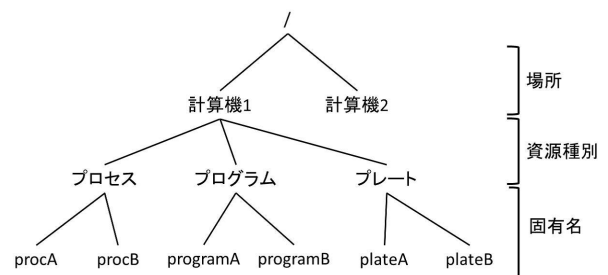 /
計算機1 計算機2
場所
資源種別
プロセス プログラム プレート
固有名
procA procB programA programB plateA plateB